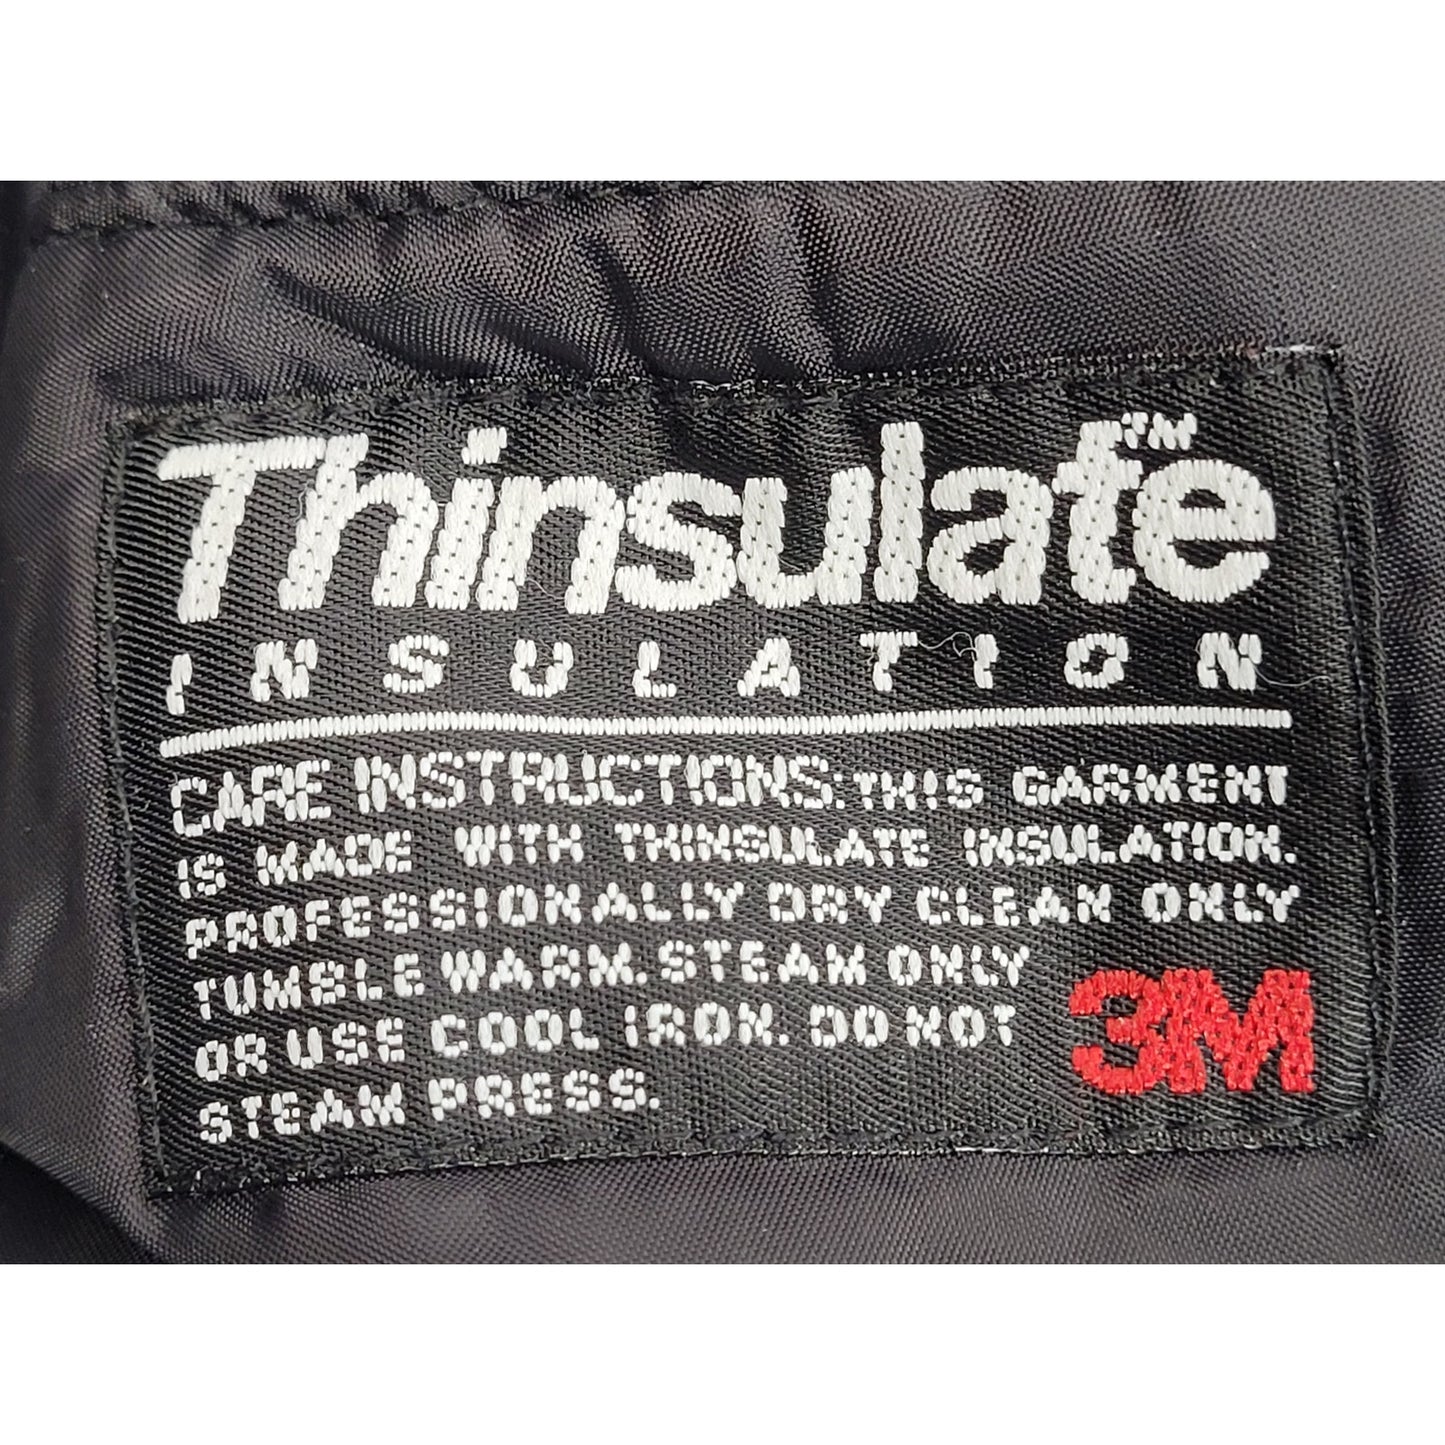 Thinsulate™
INSULATION
CARE INSTRUCTIONS: THIS GARMENT
IS MADE WITH THINSULATE INSULATION.
PROFESSIONALLY DRY CLEAN ONLY
TUMBLE WARM. STEAM ONLY
OR USE COOL IRON. DO NOT
STEAM PRESS.
3M